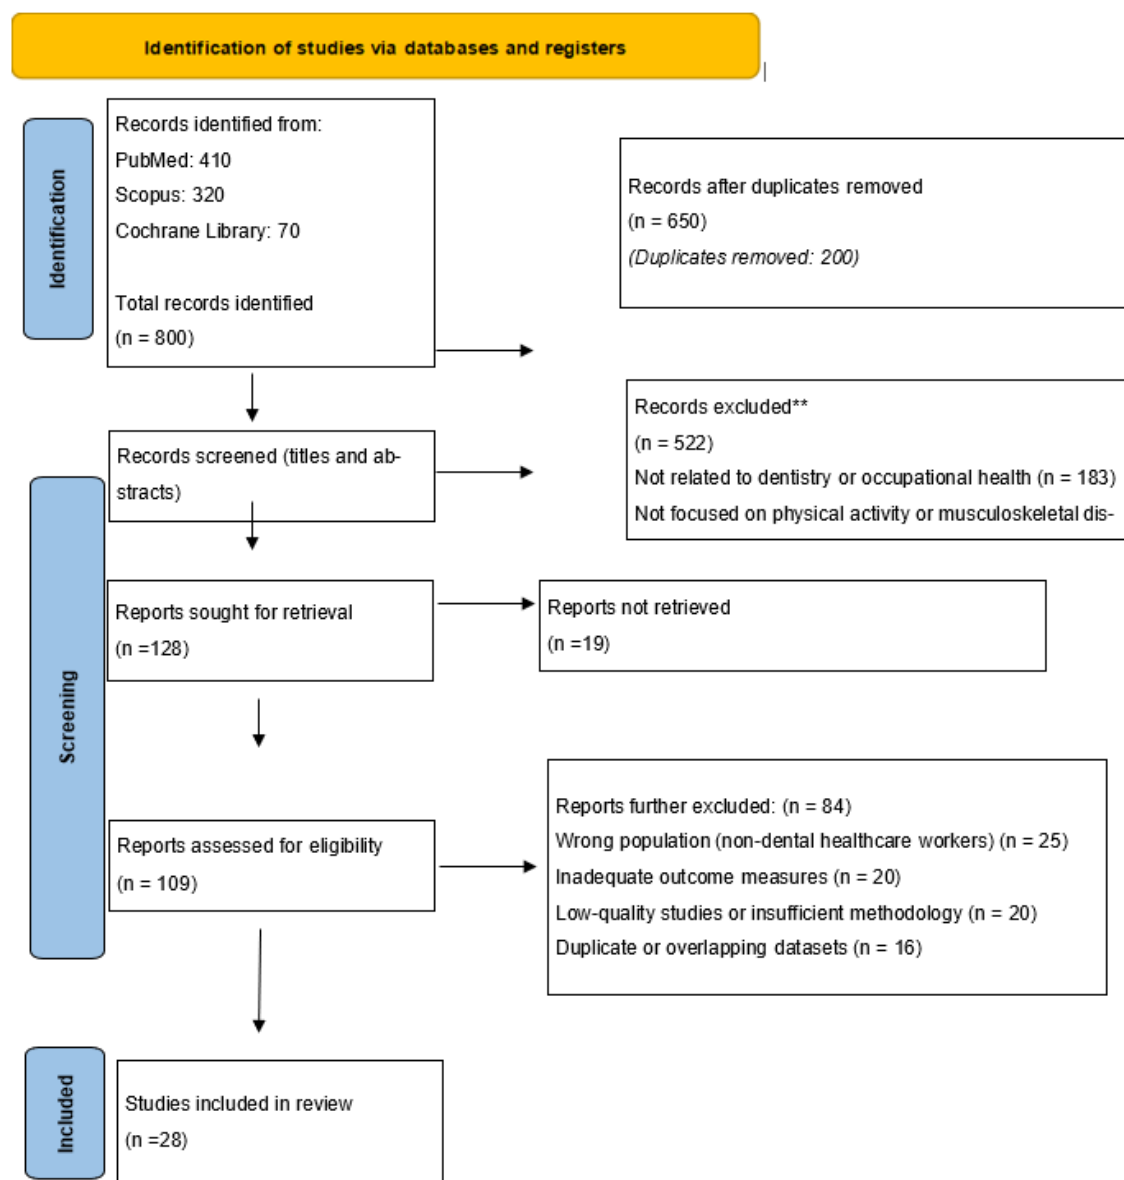 Identification of studies via databases and registers
Identification
Records identified from:
PubMed: 410
Scopus: 320
Cochrane Library: 70
Total records identified
(n = 800)
Records after duplicates removed
(n = 650)
(Duplicates removed: 200)
Screening
Records screened (titles and ab-
stracts)
Records excluded**
(n = 522)
Not related to dentistry or occupational health (n = 183)
Not focused on physical activity or musculoskeletal dis-
Reports sought for retrieval
(n =128)
Reports not retrieved
(n =19)
Reports assessed for eligibility
(n = 109)
Reports further excluded: (n = 84)
Wrong population (non-dental healthcare workers) (n = 25)
Inadequate outcome measures (n = 20)
Low-quality studies or insufficient methodology (n = 20)
Duplicate or overlapping datasets (n = 16)
Included
Studies included in review
(n =28)